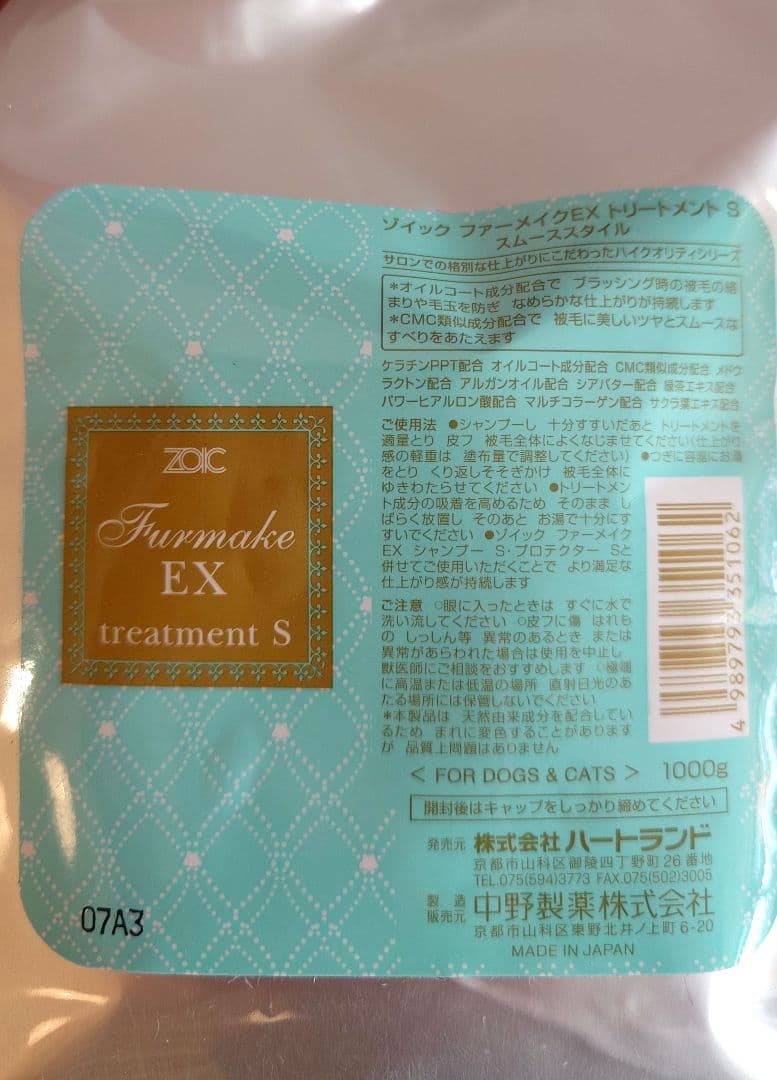 ZOIC
Furmake
EX
treatment S
07A3
ゾイック ファーメイクEX トリートメント S
スムーススタイル
サロンでの格別な仕上がりにこだわったハイクオリティシリーズ
*オイルコート成分配合で ブラッシング時の被毛の絡
まりや毛玉を防ぎ なめらかな仕上がりが持続します
*CMC類似成分配合で 被毛に美しいツヤとスムースな
すべりをあたえます
ケラチンPPT配合 オイルコート成分配合 CMC類似成分配合 メドウ
ラクトン配合 アルガンオイル配合 シアバター配合 緑茶エキス配合
パワーヒアルロン酸配合 マルチコラーゲン配合 サクラ葉エキス配合
ご使用法 ●シャンプーし 十分すすいだあと トリートメントを
適量とり 皮フ 被毛全体によくなじませてください(仕上がり
感の軽重は 塗布量で調整してください) ●つぎに容器にお湯
をとり くり返しそそぎかけ 被毛全体に
ゆきわたらせてください ●トリートメン
ト成分の吸着を高めるため そのまま し
ばらく放置し そのあと お湯で十分にす
すいでください ●ゾイック ファーメイク
EX シャンプー S・プロテクター Sと
併せてご使用いただくことで より満足な
仕上がり感が持続します
ご注意 ○眼に入ったときは すぐに水で
洗い流してください ○皮フに傷 はれも
の しっしん等 異常のあるとき または
異常があらわれた場合は使用を中止し
獣医師にご相談をおすすめします ○極端
に高温または低温の場所 直射日光のあ
たる場所には保管しないでください
*本製品は 天然由来成分を配合してい
るため まれに変色することがあります
が 品質上問題はありません
4 989793 351062
< FOR DOGS & CATS > 1000g
開封後はキャップをしっかり締めてください
発売元 株式会社 ハートランド
京都市山科区御陵四丁野町26番地
TEL.075(594)3773 FAX.075(502)3005
製造販売元 中野製薬株式会社
京都市山科区東野北井ノ上町6-20
MADE IN JAPAN